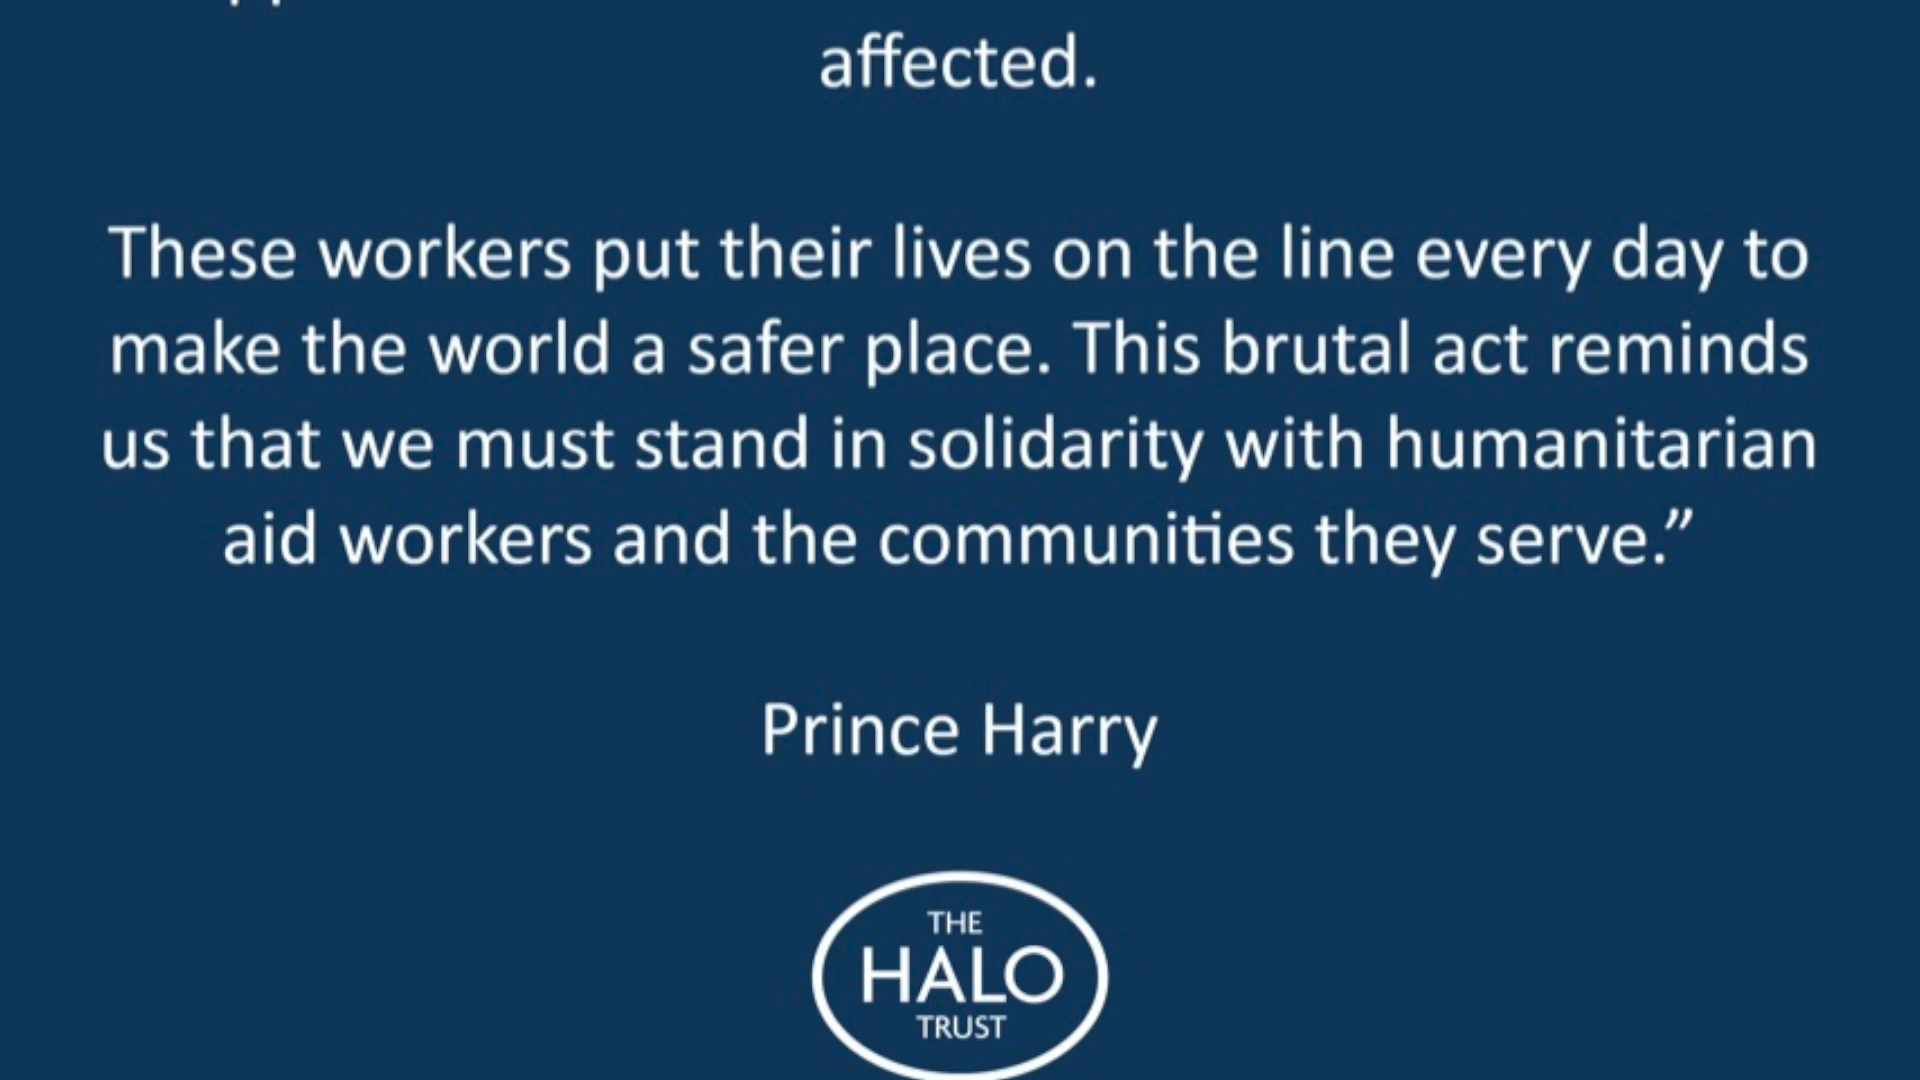 affected.
These workers put their lives on the line every day to
make the world a safer place. This brutal act reminds
us that we must stand in solidarity with humanitarian
aid workers and the communities they serve.”
Prince Harry
THE
HALO
TRUST